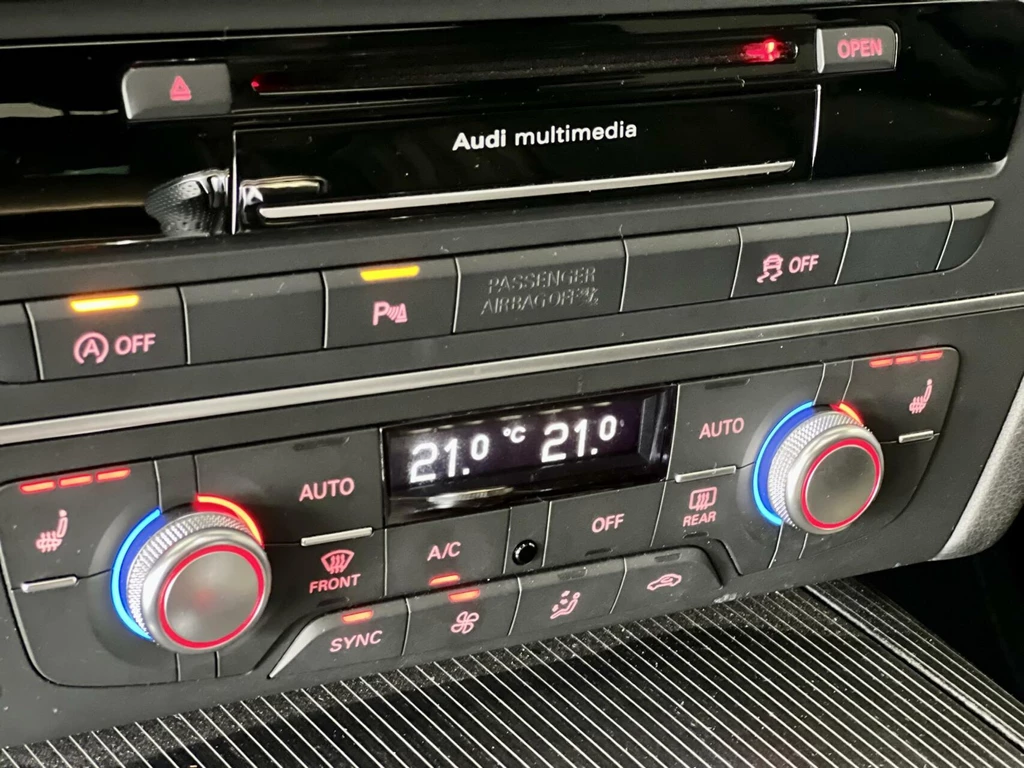 OPEN
Audi multimedia
A OFF
P
PASSENGER
AIRBAG OFF
OFF
AUTO
21.0 °C 21.0
AUTO
FRONT
A/C
OFF
REAR
SYNC